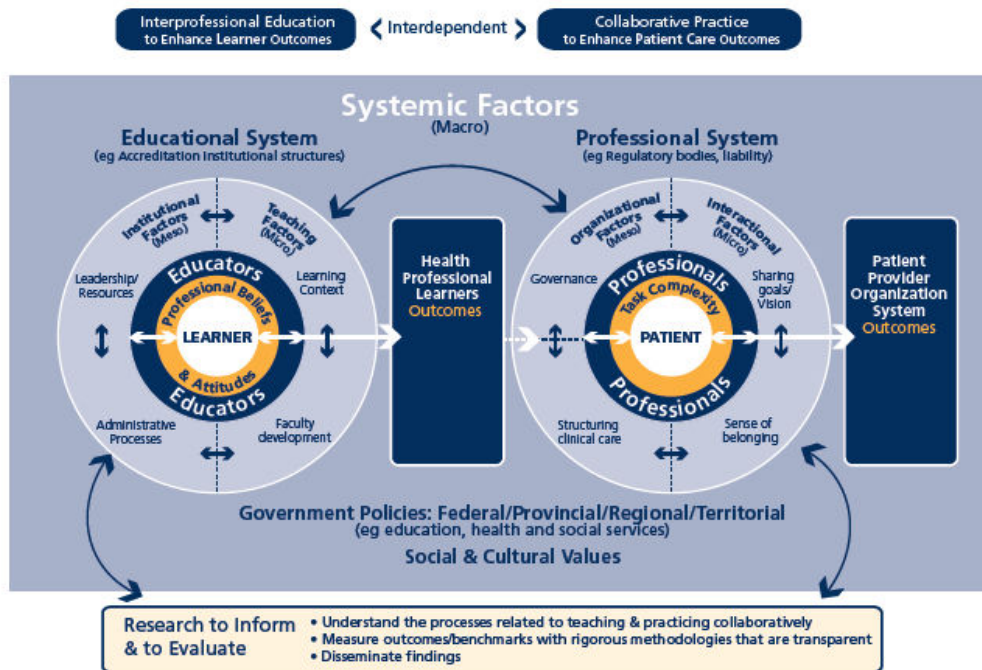 Interprofessional Education
to Enhance Learner Outcomes
Interdependent
Collaborative Practice
to Enhance Patient Care Outcomes
Systemic Factors
(Macro)
Educational System
(eg Accreditation Institutional structures)
Professional System
(eg Regulatory bodies, liability)
Institutional
Factors
(Meso)
Teaching
Factors
(Micro)
Leadership/
Resources
Learning
Context
Educators
Professional Beliefs
LEARNER
& Attitudes
Educators
Administrative
Processes
Faculty
development
Health
Professional
Learners
Outcomes
Organizational
Factors
(Meso)
Interactional
Factors
(Micro)
Governance
Sharing
goals/
Vision
Professionals
Task Complexity
PATIENT
Professionals
Structuring
clinical care
Sense of
belonging
Patient
Provider
Organization
System
Outcomes
Government Policies: Federal/Provincial/Regional/Territorial
(eg education, health and social services)
Social & Cultural Values
Research to Inform
& to Evaluate
• Understand the processes related to teaching & practicing collaboratively
• Measure outcomes/benchmarks with rigorous methodologies that are transparent
• Disseminate findings